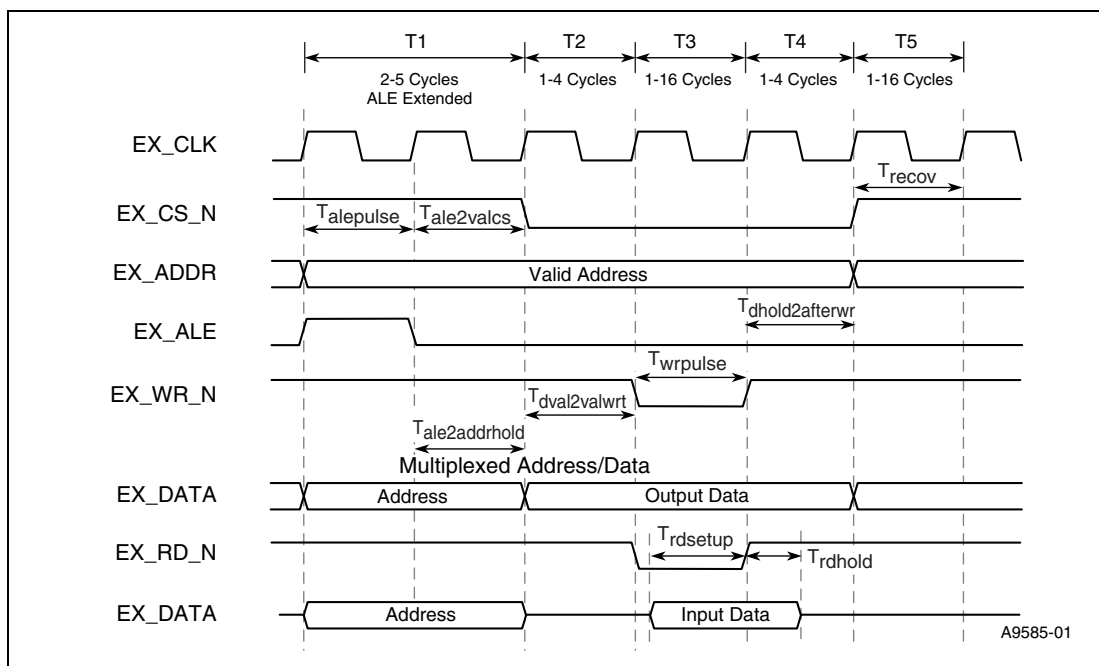 T1 T2 T3 T4 T5
2-5 Cycles 1-4 Cycles 1-16 Cycles 1-4 Cycles 1-16 Cycles
ALE Extended
EX_CLK
Trecov
EX_CS_N
Talepulse Tale2valcs
EX_ADDR
Valid Address
Tdhold2afterwr
EX_ALE
Twrpulse
EX_WR_N
Tdval2valwrt
Tale2addrhold
Multiplexed Address/Data
EX_DATA
Address Output Data
Trdsetup
EX_RD_N
Trdhold
EX_DATA
Address Input Data
A9585-01